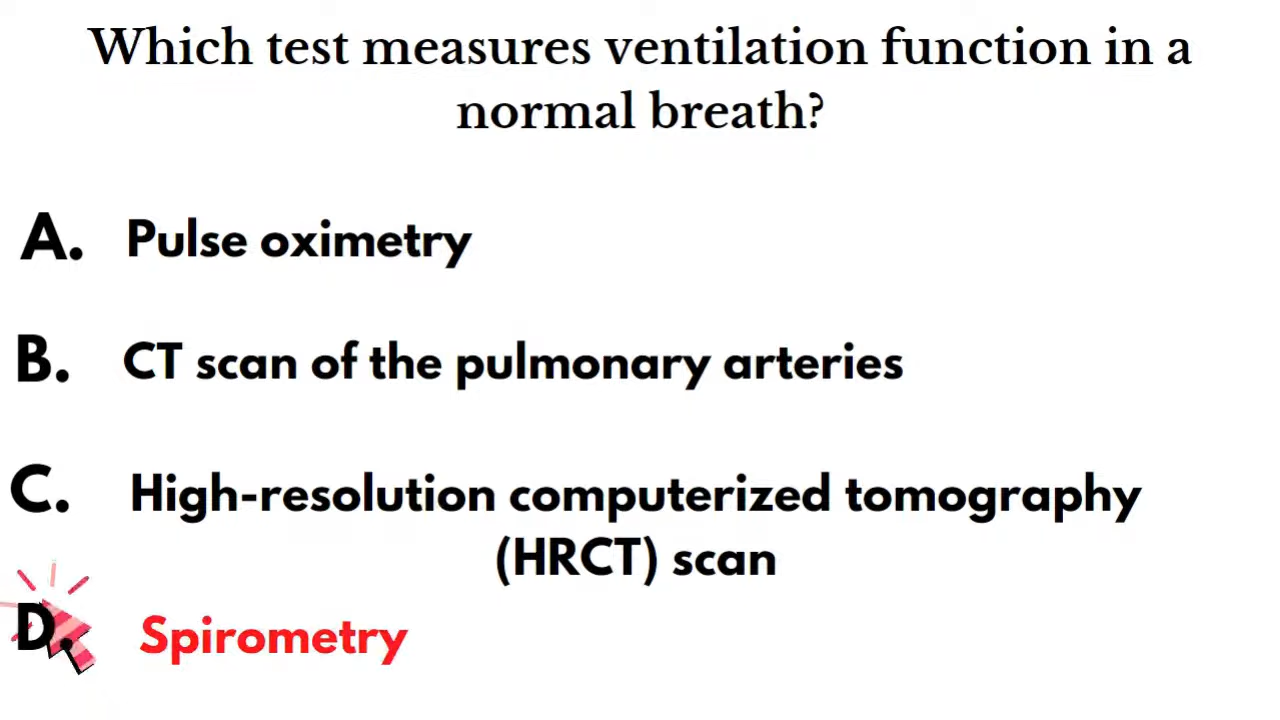 Which test measures ventilation function in a
normal breath?
A. Pulse oximetry
B. CT scan of the pulmonary arteries
C. High-resolution computerized tomography
(HRCT) scan
D. Spirometry